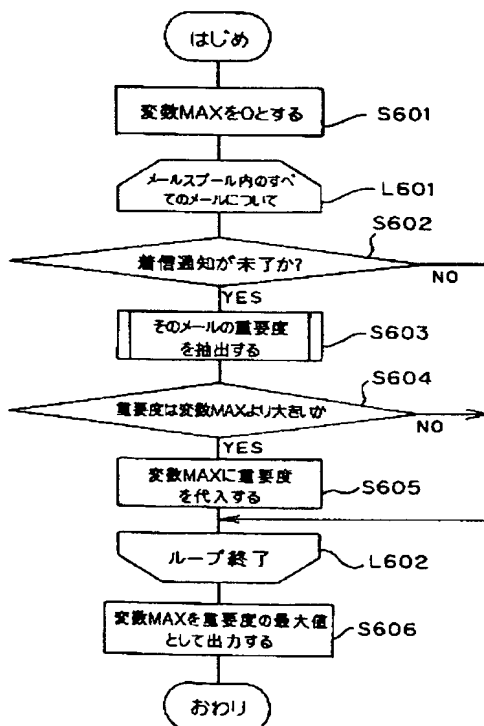 はじめ
変数MAXを0とする
S601
メールスプール内のすべ
てのメールについて
L601
S602
着信通知が未了か?
NO
YES
そのメールの重要度
を抽出する
S603
S604
重要度は変数MAXより大きいか
NO
YES
変数MAXに重要度
を代入する
S605
ループ終了
L602
変数MAXを重要度の最大値
として出力する
S606
おわり